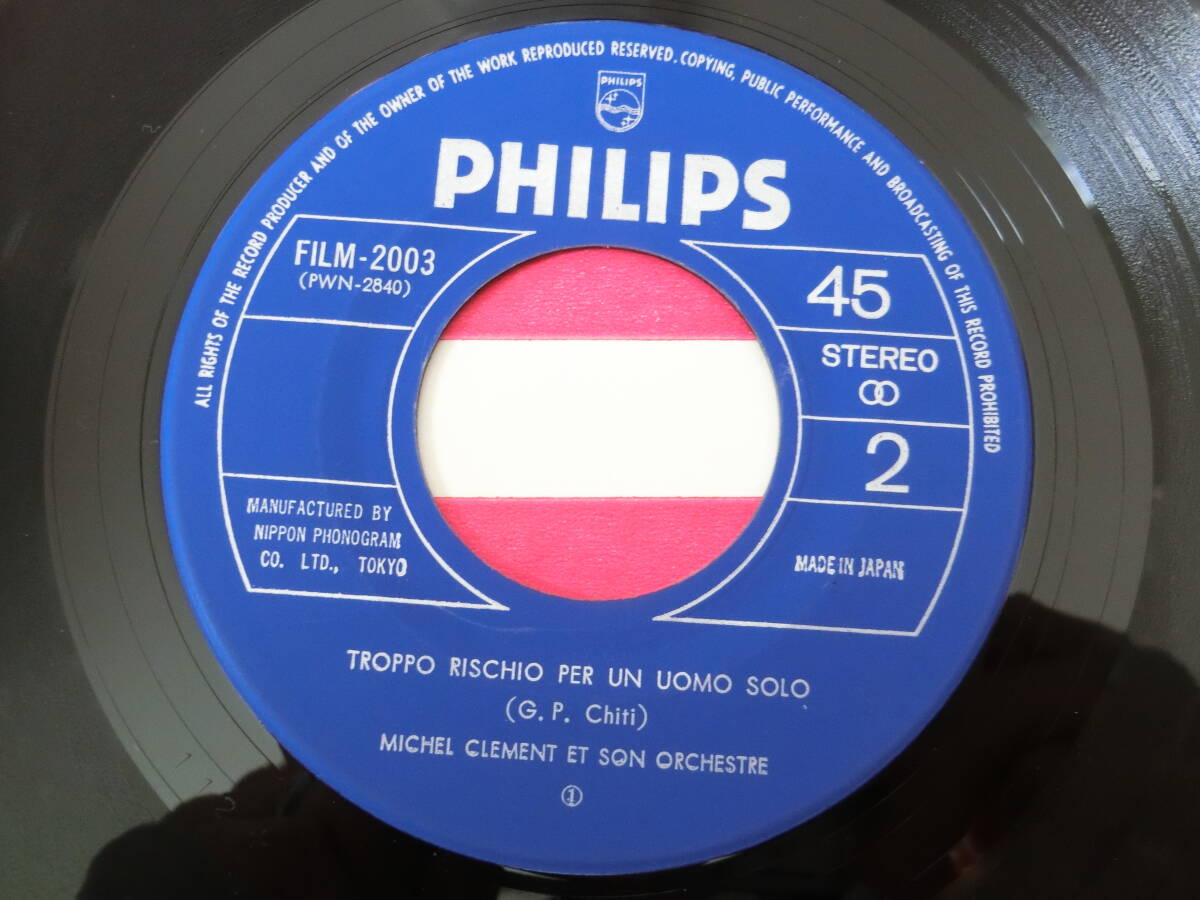 ALL RIGHTS OF THE RECORD PRODUCER AND OF THE OWNER OF THE WORK REPRODUCED RESERVED. COPYING, PUBLIC PERFORMANCE AND BROADCASTING OF THIS RECORD PROHIBITED
PHILIPS
PHILIPS
FILM-2003
(PWN-2840)
45
STEREO
2
MANUFACTURED BY
NIPPON PHONOGRAM
CO. LTD., TOKYO
MADE IN JAPAN
TROPPO RISCHIO PER UN UOMO SOLO
(G. P. Chiti)
MICHEL CLEMENT ET SON ORCHESTRE
①